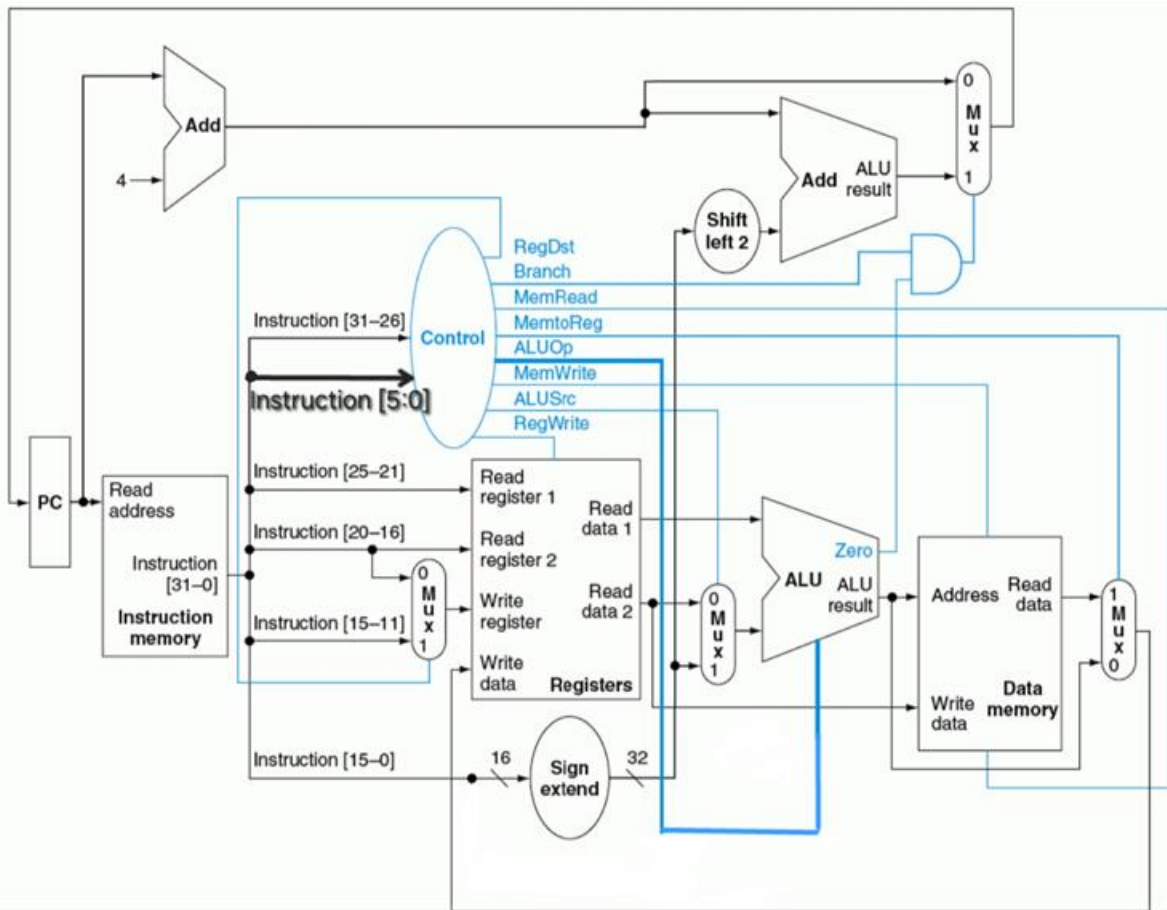 Add
4
0
Mux
1
Add
ALU
result
Shift
left 2
RegDst
Branch
MemRead
MemtoReg
ALUOp
MemWrite
ALUSrc
RegWrite
Instruction [31–26]
Control
Instruction [5:0]
PC
Read
address
Instruction
[31–0]
Instruction
memory
Instruction [25–21]
Instruction [20–16]
Instruction [15–11]
Instruction [15–0]
0
Mux
1
Read
register 1
Read
register 2
Write
register
Write
data
Read
data 1
Read
data 2
Registers
16
Sign
extend
32
0
Mux
1
Zero
ALU
ALU
result
Address
Read
data
Write
data
Data
memory
1
Mux
0